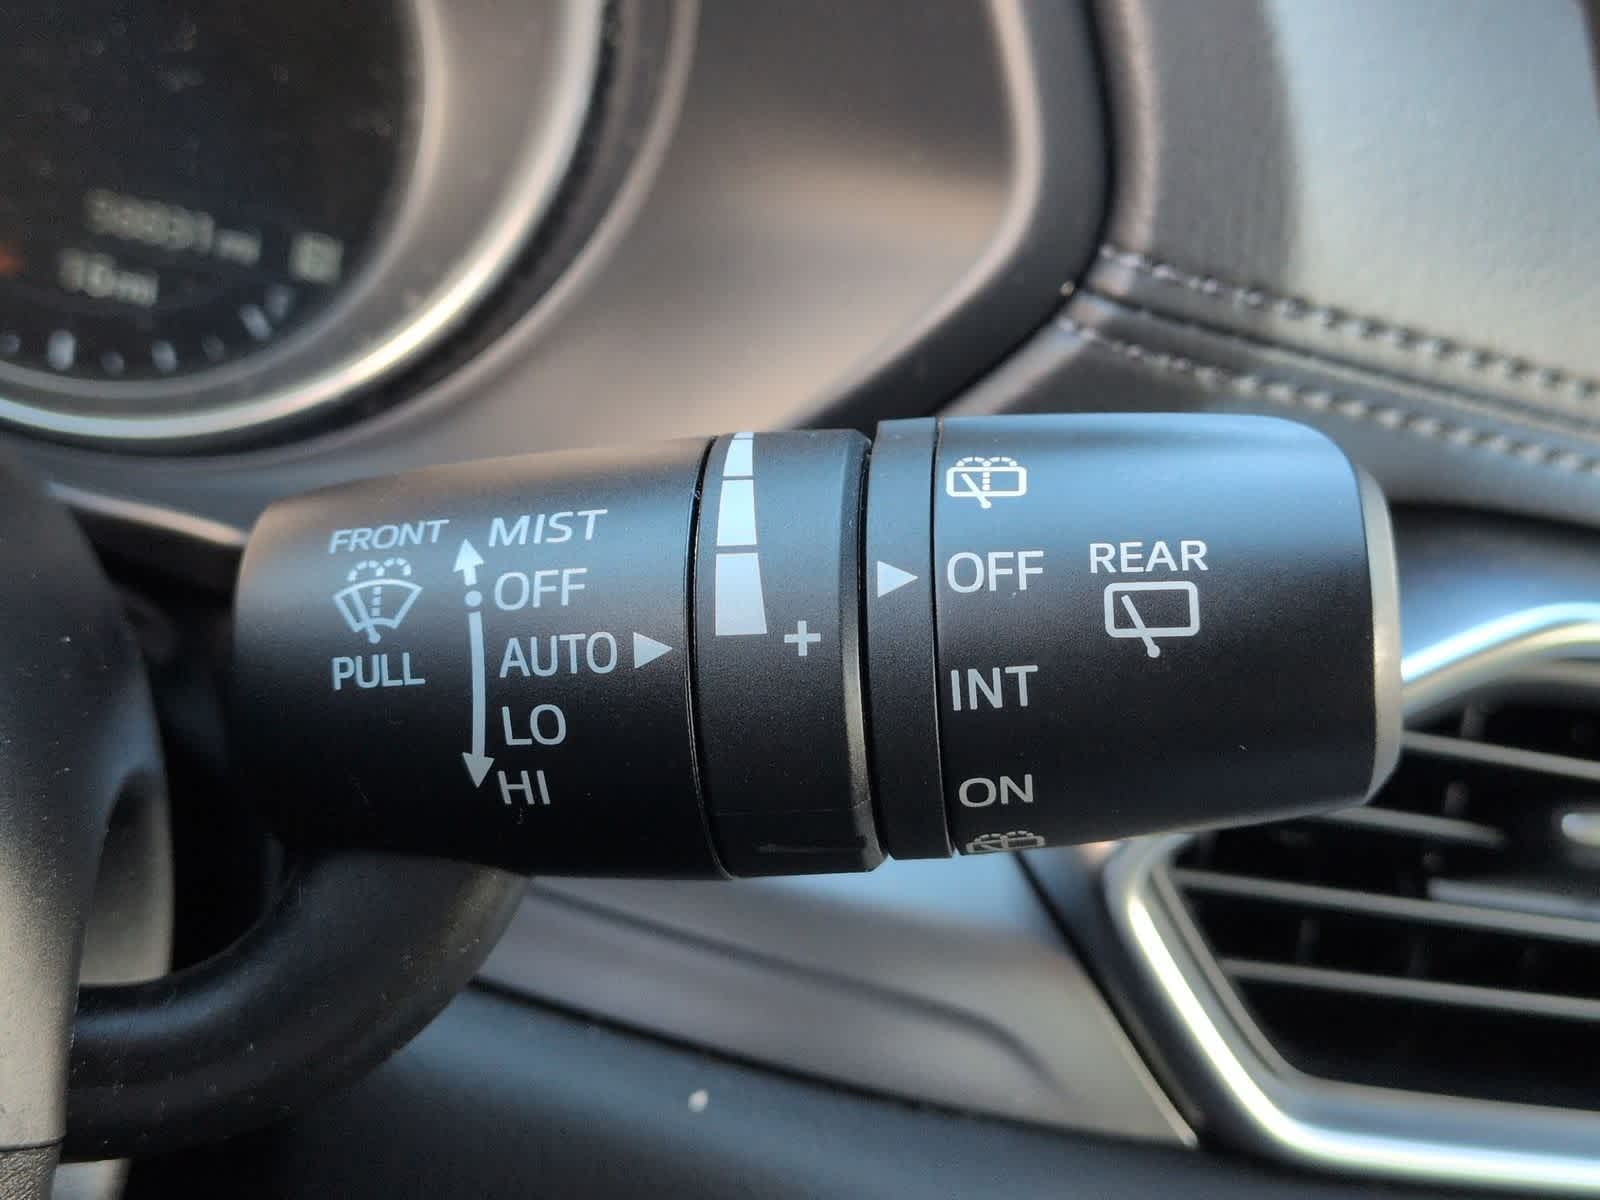 FRONT
PULL
MIST
OFF
AUTO
LO
HI
+
OFF
INT
ON
REAR